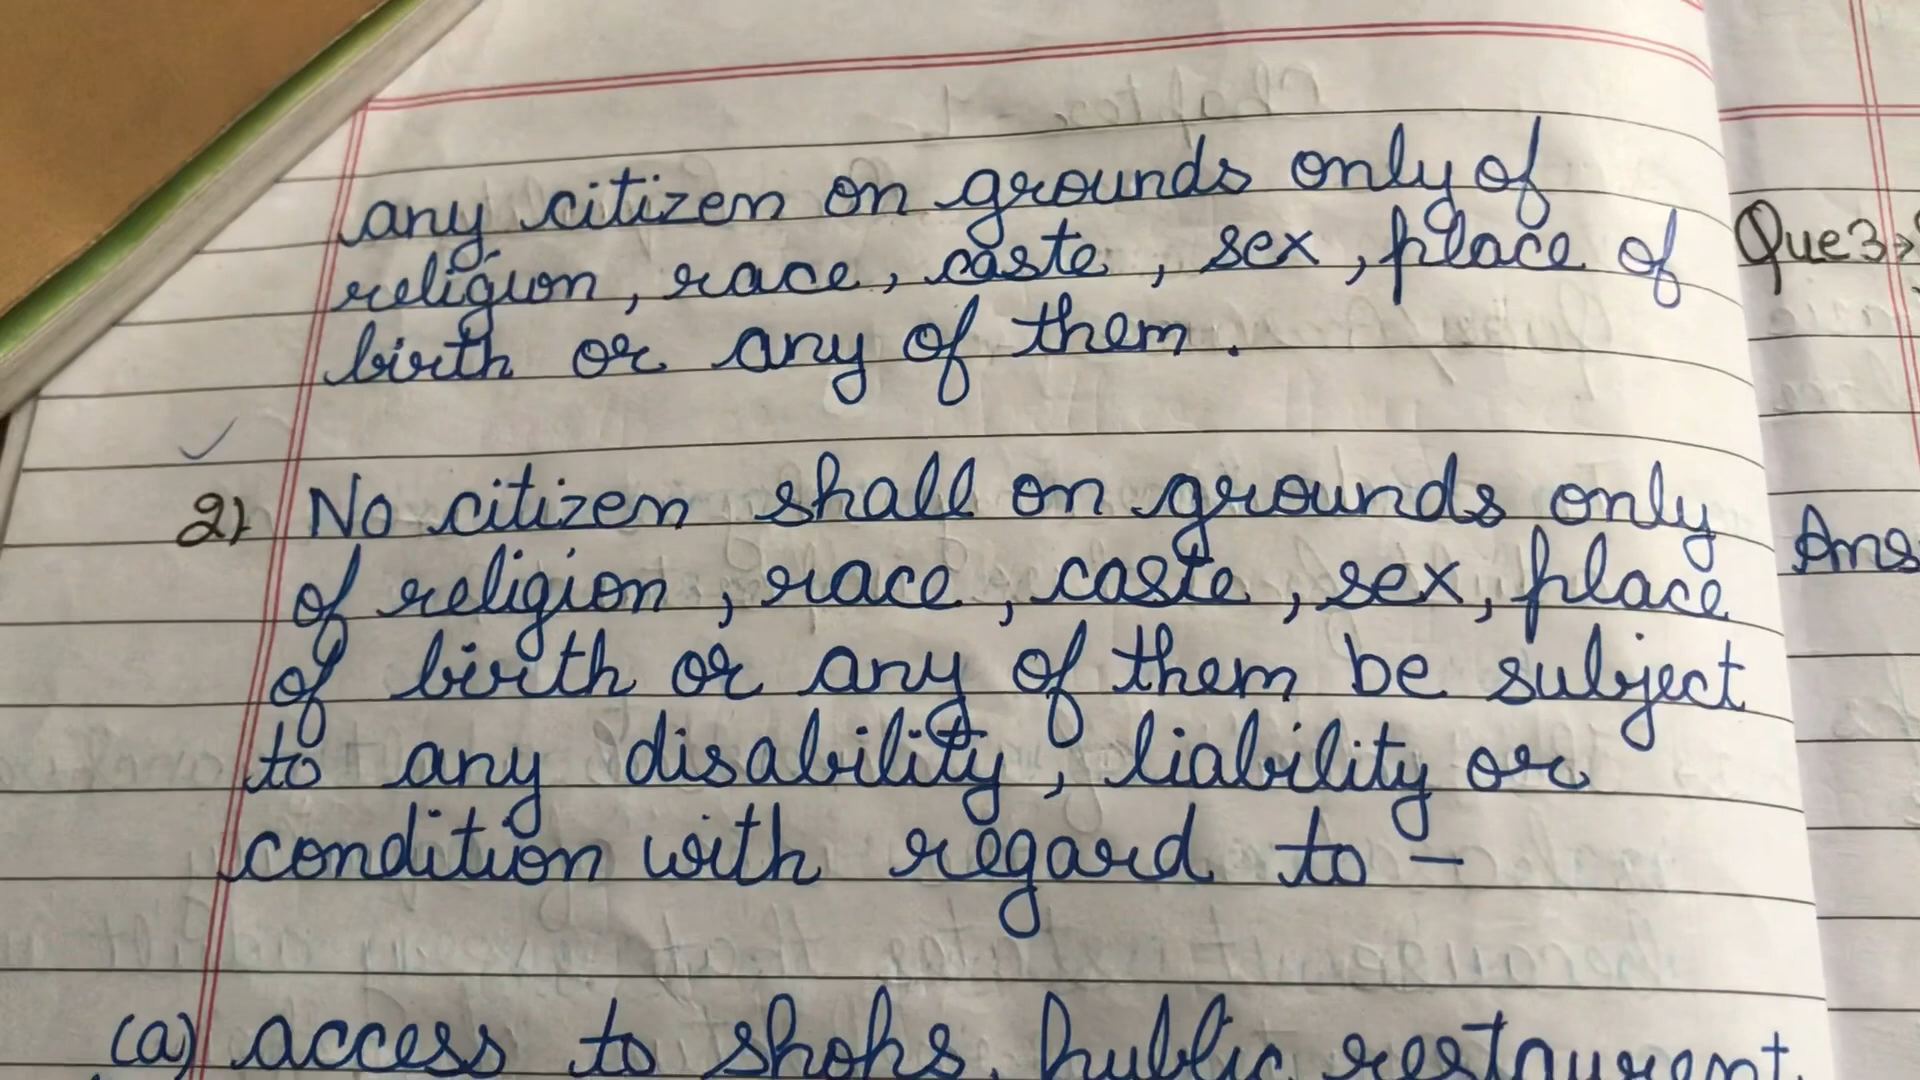 any citizen on grounds only of
religion, race, caste, sex, place of
birth or any of them.
2) No citizen shall on grounds only
of religion, race, caste, sex, place
of birth or any of them be subject
to any disability, liability or
condition with regard to -
(a) access to shops, public restaurent,
Que3>
Ans